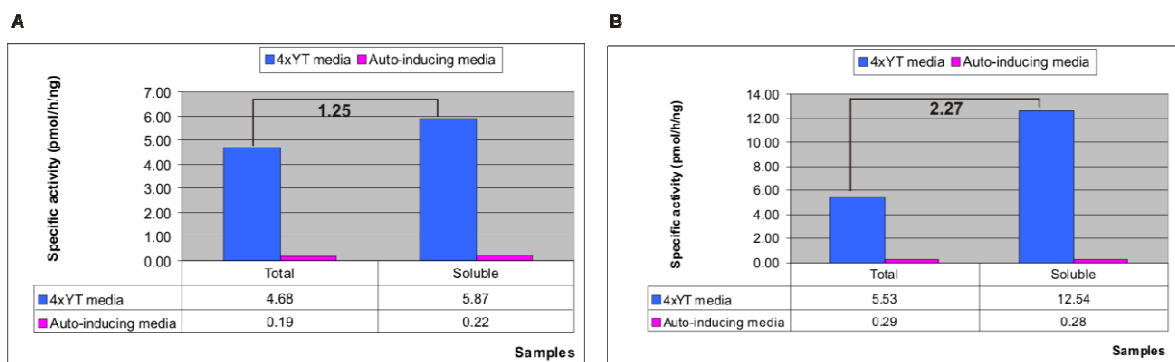 A
4xYT media Auto-inducing media
Specific activity (pmol/h/ng)
7.00
6.00
5.00
4.00
3.00
2.00
1.00
0.00
1.25
Total Soluble
4xYT media 4.68 5.87
Auto-inducing media 0.19 0.22
Samples
B
4xYT media Auto-inducing media
Specific activity (pmol/h/ng)
14.00
12.00
10.00
8.00
6.00
4.00
2.00
0.00
2.27
Total Soluble
4xYT media 5.53 12.54
Auto-inducing media 0.29 0.28
Samples